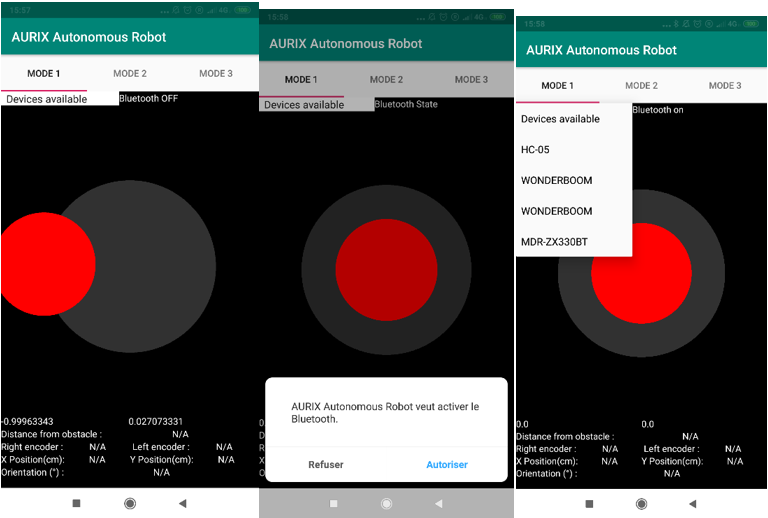 15:57
4G
AURIX Autonomous Robot
MODE 1 MODE 2 MODE 3
Devices available Bluetooth OFF
-0.99963343 0.027073331
Distance from obstacle : N/A
Right encoder : N/A Left encoder : N/A
X Position(cm): N/A Y Position(cm): N/A
Orientation (°) : N/A
15:58
4G
AURIX Autonomous Robot
MODE 1 MODE 2 MODE 3
Devices available Bluetooth State
AURIX Autonomous Robot veut activer le
Bluetooth.
Refuser Autoriser
15:58
4G
AURIX Autonomous Robot
MODE 1 MODE 2 MODE 3
Devices available Bluetooth on
HC-05
WONDERBOOM
WONDERBOOM
MDR-ZX330BT
0.0 0.0
Distance from obstacle : N/A
Right encoder : N/A Left encoder : N/A
X Position(cm): N/A Y Position(cm): N/A
Orientation (°) : N/A